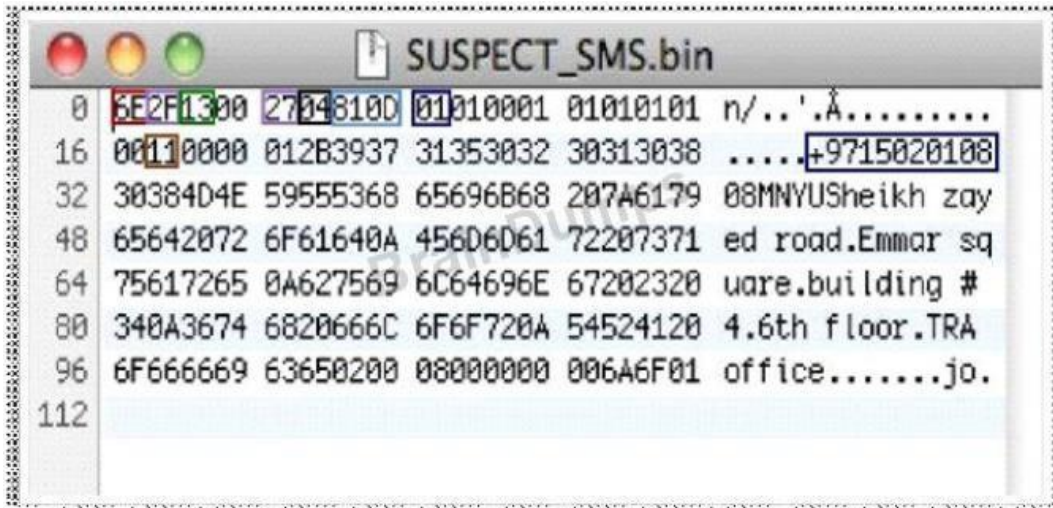 SUSPECT_SMS.bin
0 6E2F1300 2704810D 01010001 01010101 n/..'.Å.........
16 00110000 012B3937 31353032 30313038 .....+9715020108
32 30384D4E 59555368 65696B68 207A6179 08MNYUSheikh zay
48 65642072 6F61640A 456D6D61 72207371 ed road.Emmar sq
64 75617265 0A627569 6C64696E 67202320 uare.building #
80 340A3674 6820666C 6F6F720A 54524120 4.6th floor.TRA
96 6F666669 63650200 08000000 006A6F01 office.......jo.
112
BrainDumps